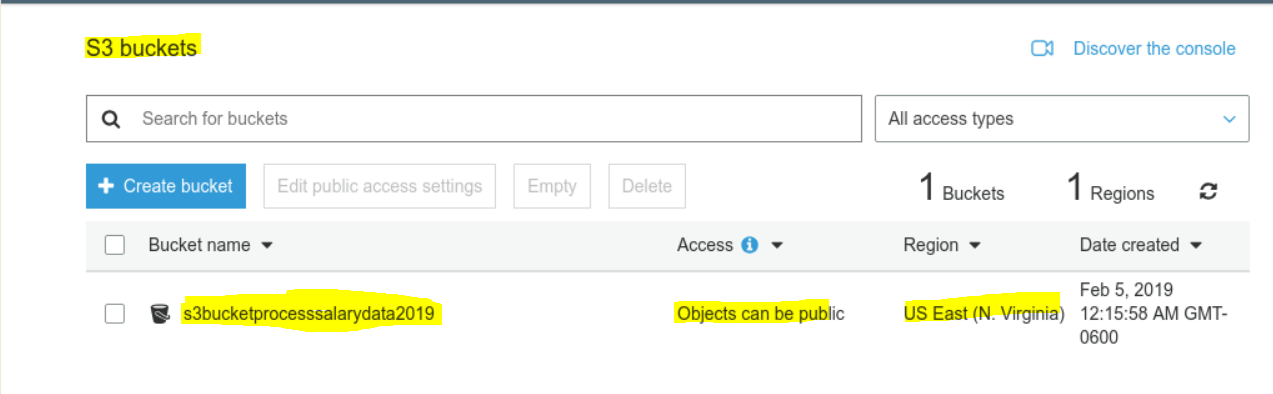 S3 buckets
Discover the console
Search for buckets
All access types
+ Create bucket
Edit public access settings
Empty
Delete
1 Buckets
1 Regions
Bucket name
Access
Region
Date created
s3bucketprocesssalarydata2019
Objects can be public
US East (N. Virginia)
Feb 5, 2019
12:15:58 AM GMT-
0600